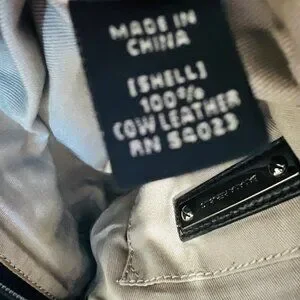 MADE IN
CHINA
[SHELL]
100%
COW LEATHER
RN 54023